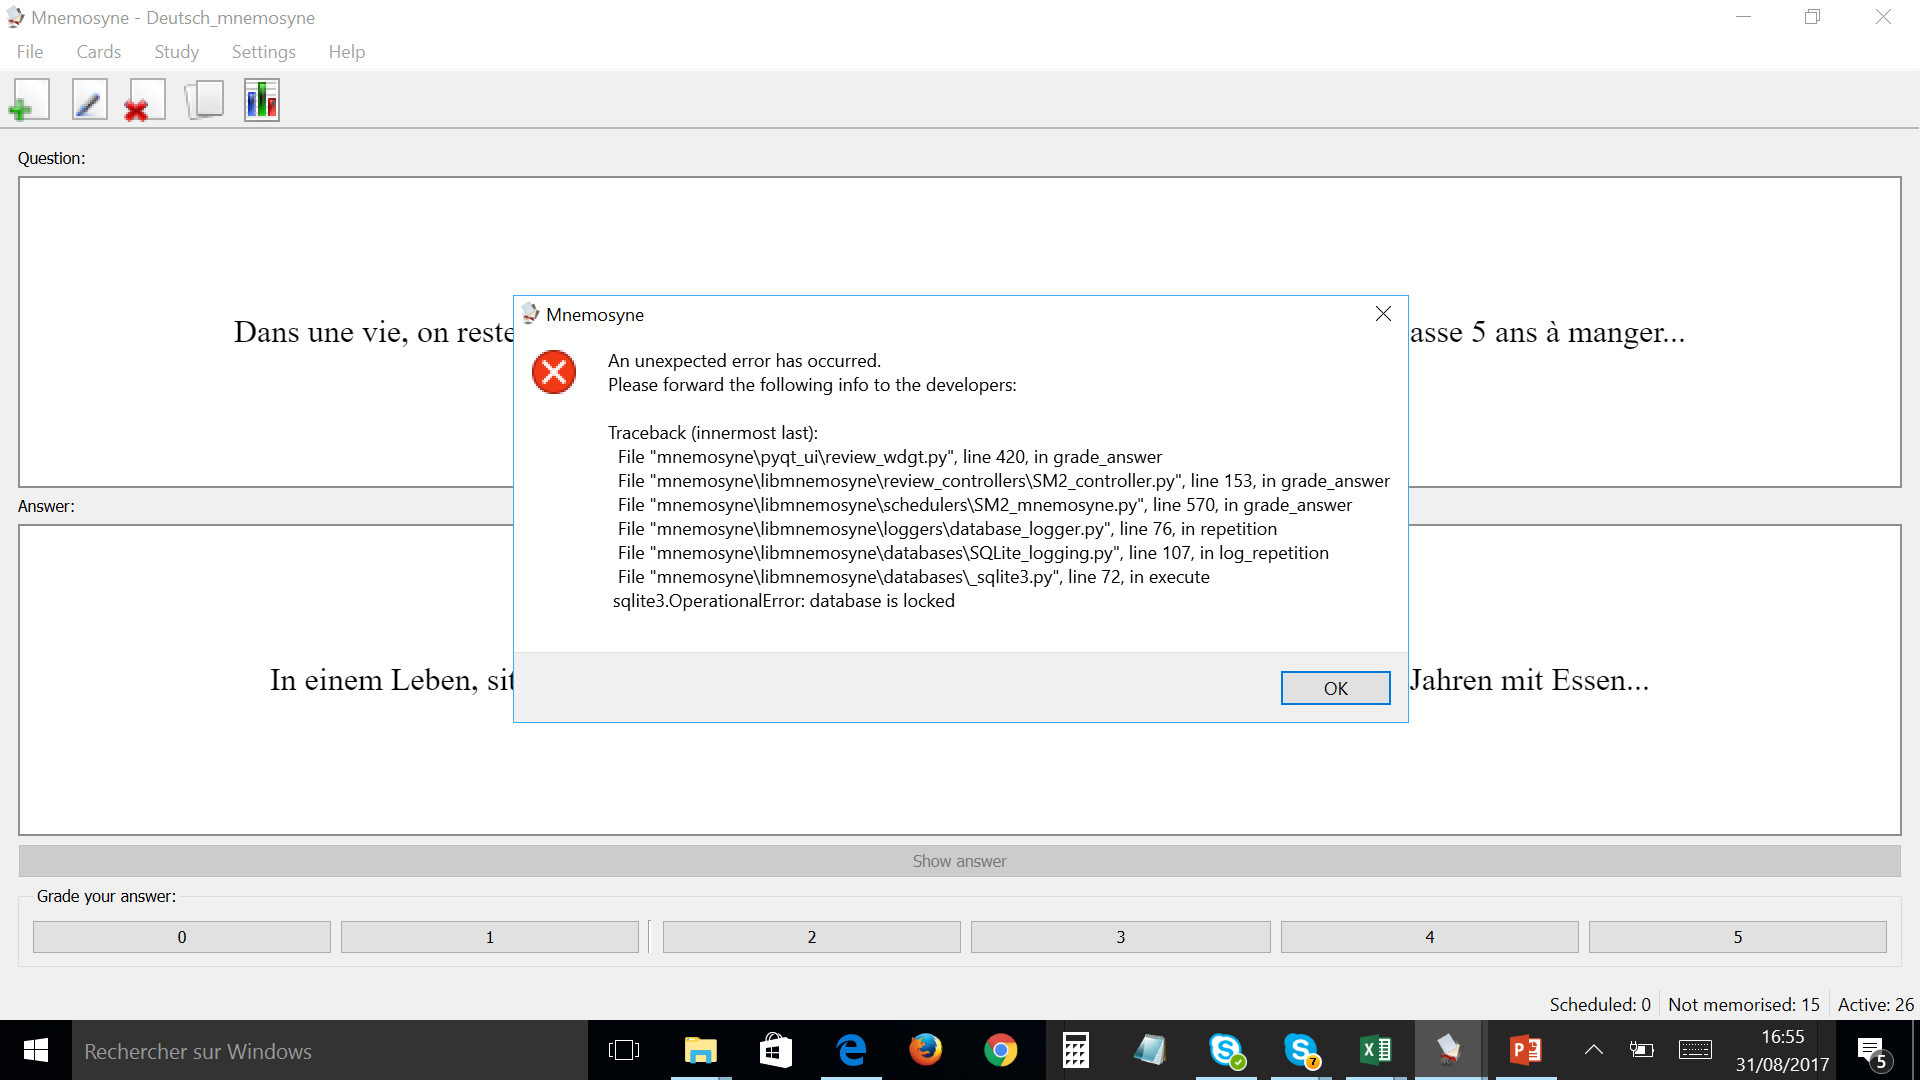 Mnemosyne - Deutsch_mnemosyne
File Cards Study Settings Help
Question:
Dans une vie, on reste
asse 5 ans à manger...
Mnemosyne
An unexpected error has occurred.
Please forward the following info to the developers:
Traceback (innermost last):
File "mnemosyne\pyqt_ui\review_wdgt.py", line 420, in grade_answer
File "mnemosyne\libmnemosyne\review_controllers\SM2_controller.py", line 153, in grade_answer
File "mnemosyne\libmnemosyne\schedulers\SM2_mnemosyne.py", line 570, in grade_answer
File "mnemosyne\libmnemosyne\loggers\database_logger.py", line 76, in repetition
File "mnemosyne\libmnemosyne\databases\SQLite_logging.py", line 107, in log_repetition
File "mnemosyne\libmnemosyne\databases\_sqlite3.py", line 72, in execute
sqlite3.OperationalError: database is locked
OK
Answer:
In einem Leben, sit
Jahren mit Essen...
Show answer
Grade your answer:
0 1 2 3 4 5
Scheduled: 0 Not memorised: 15 Active: 26
Rechercher sur Windows
7
16:55
31/08/2017
5